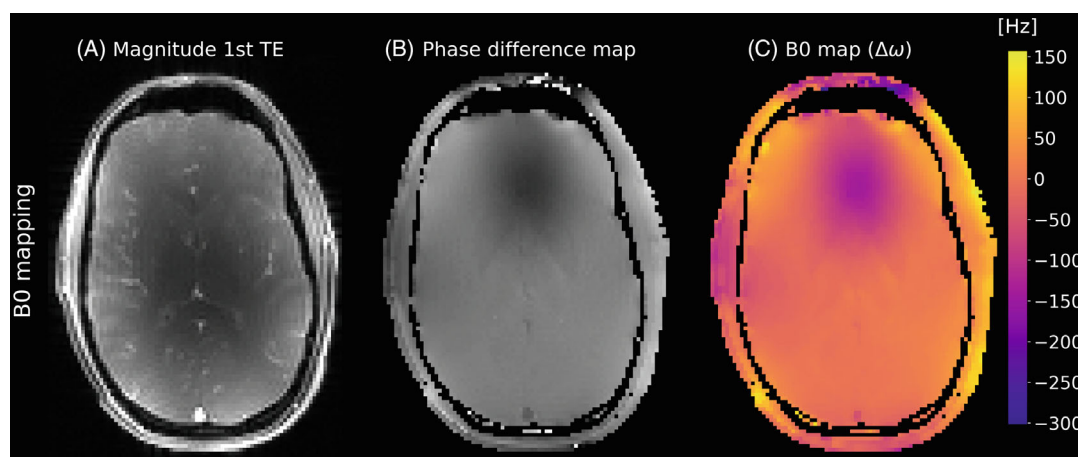 [Hz]
(A) Magnitude 1st TE
(B) Phase difference map
(C) B0 map (Δω)
B0 mapping
150
100
50
0
−50
−100
−150
−200
−250
−300